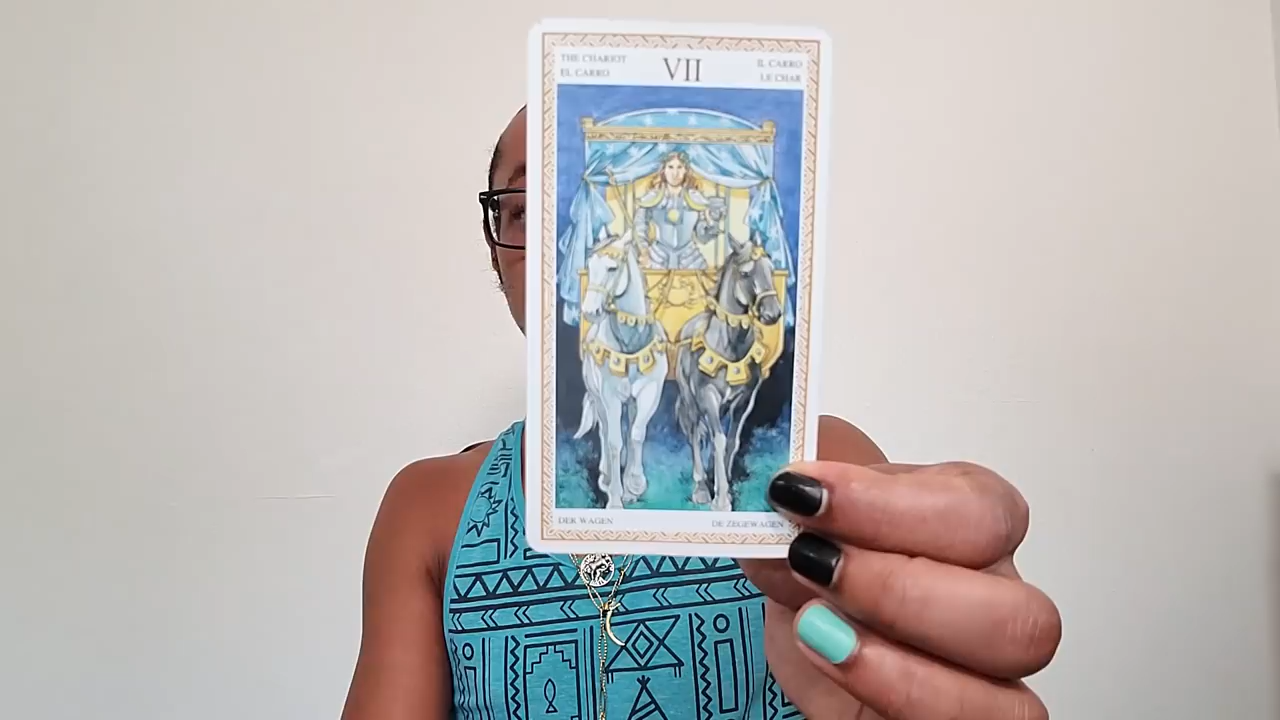 THE CHARIOT
EL CARRO
VII
IL CARRO
LE CHAR
DER WAGEN
DE ZEGEWAGEN